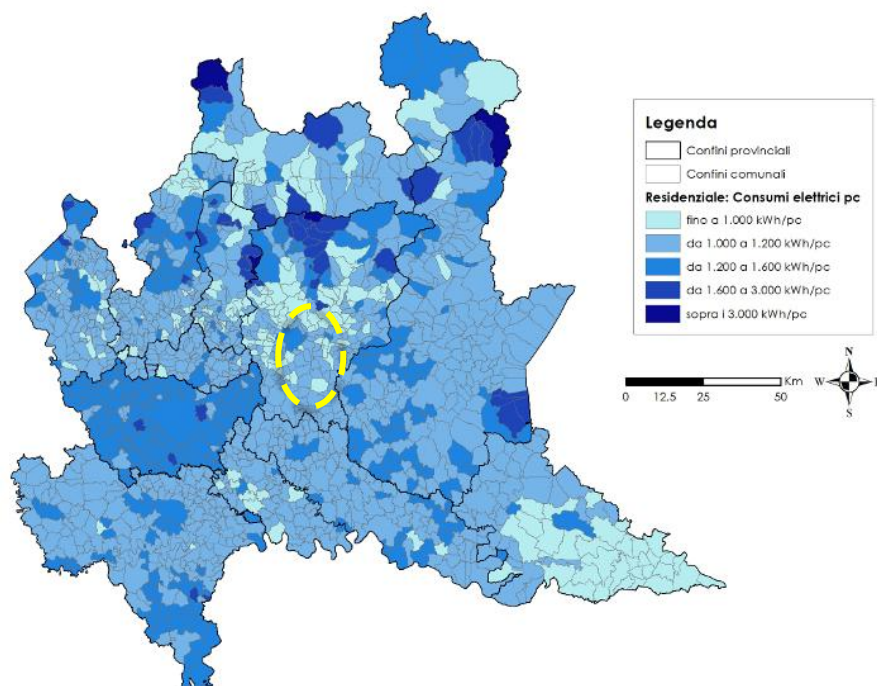 Legenda
Confini provinciali
Confini comunali
Residenziale: Consumi elettrici pc
fino a 1.000 kWh/pc
da 1.000 a 1.200 kWh/pc
da 1.200 a 1.600 kWh/pc
da 1.600 a 3.000 kWh/pc
sopra i 3.000 kWh/pc
N
W E
S
Km
0 12,5 25 50